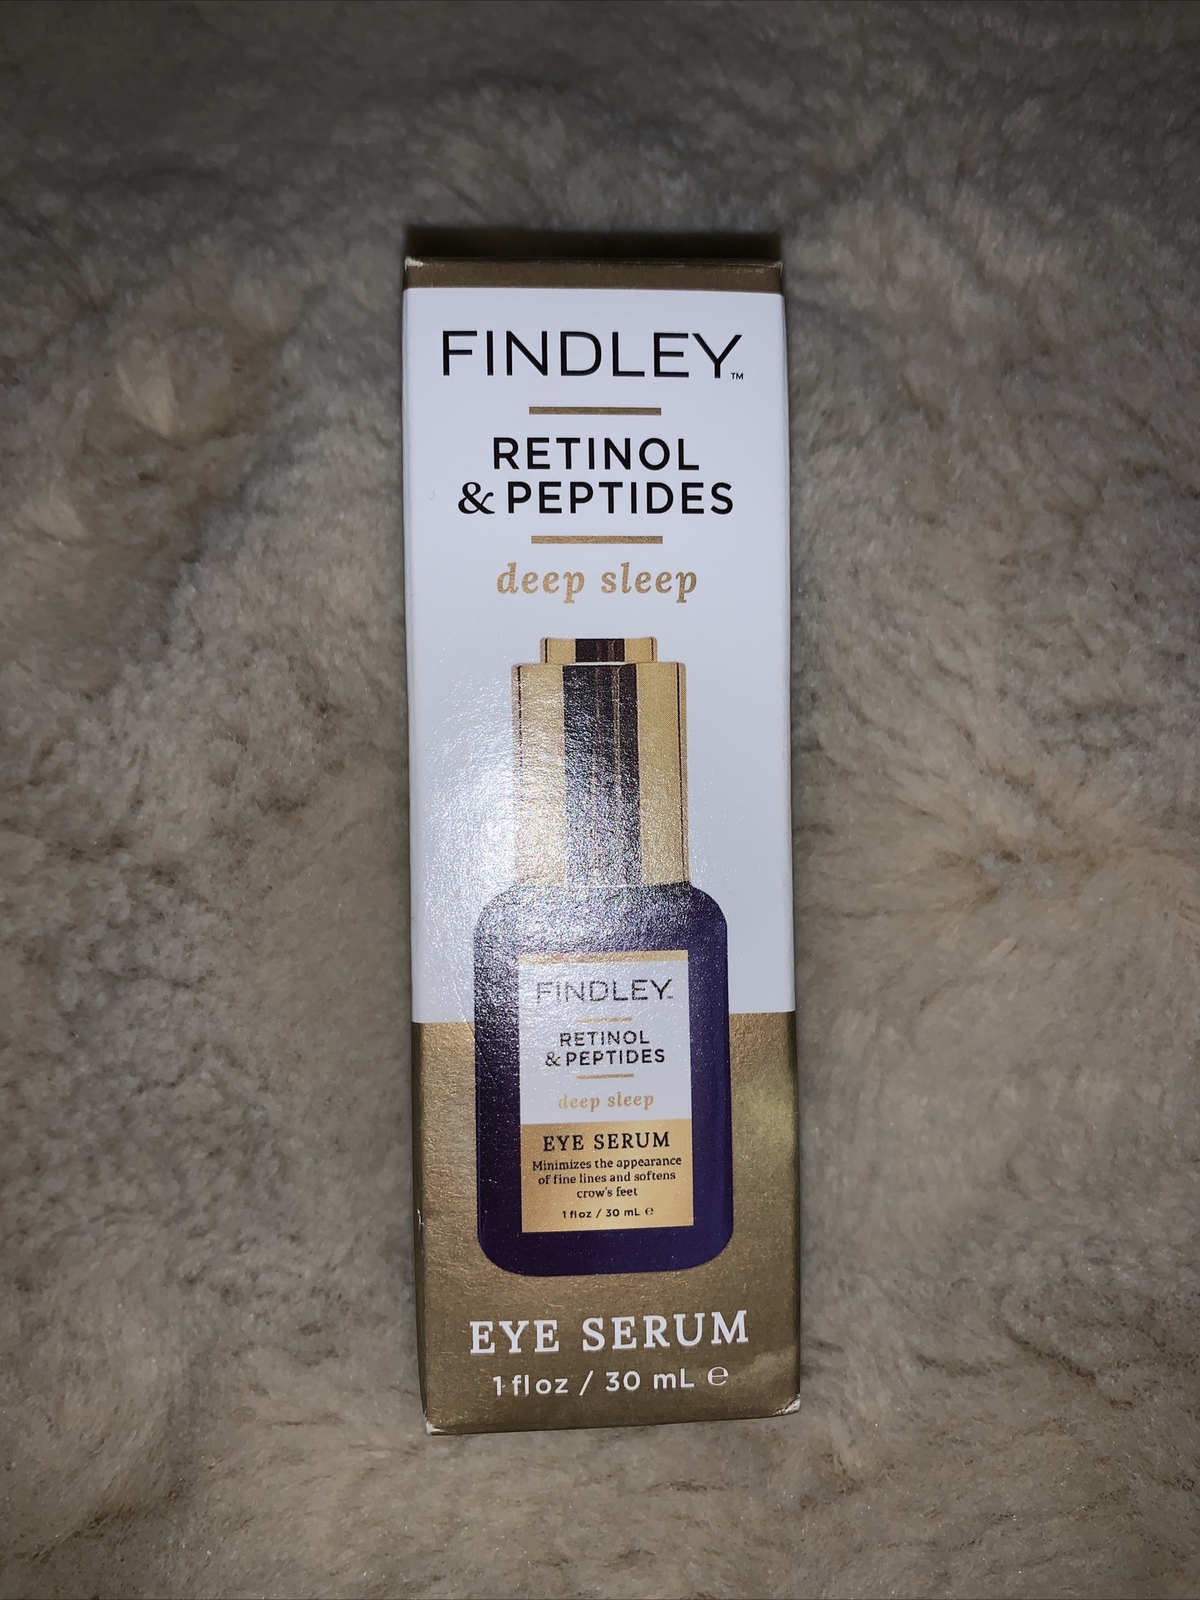 FINDLEY™
RETINOL
& PEPTIDES
deep sleep
FINDLEY™
RETINOL
& PEPTIDES
deep sleep
EYE SERUM
Minimizes the appearance
of fine lines and softens
crow's feet
1 fl oz / 30 mL ℮
EYE SERUM
1 fl oz / 30 mL ℮